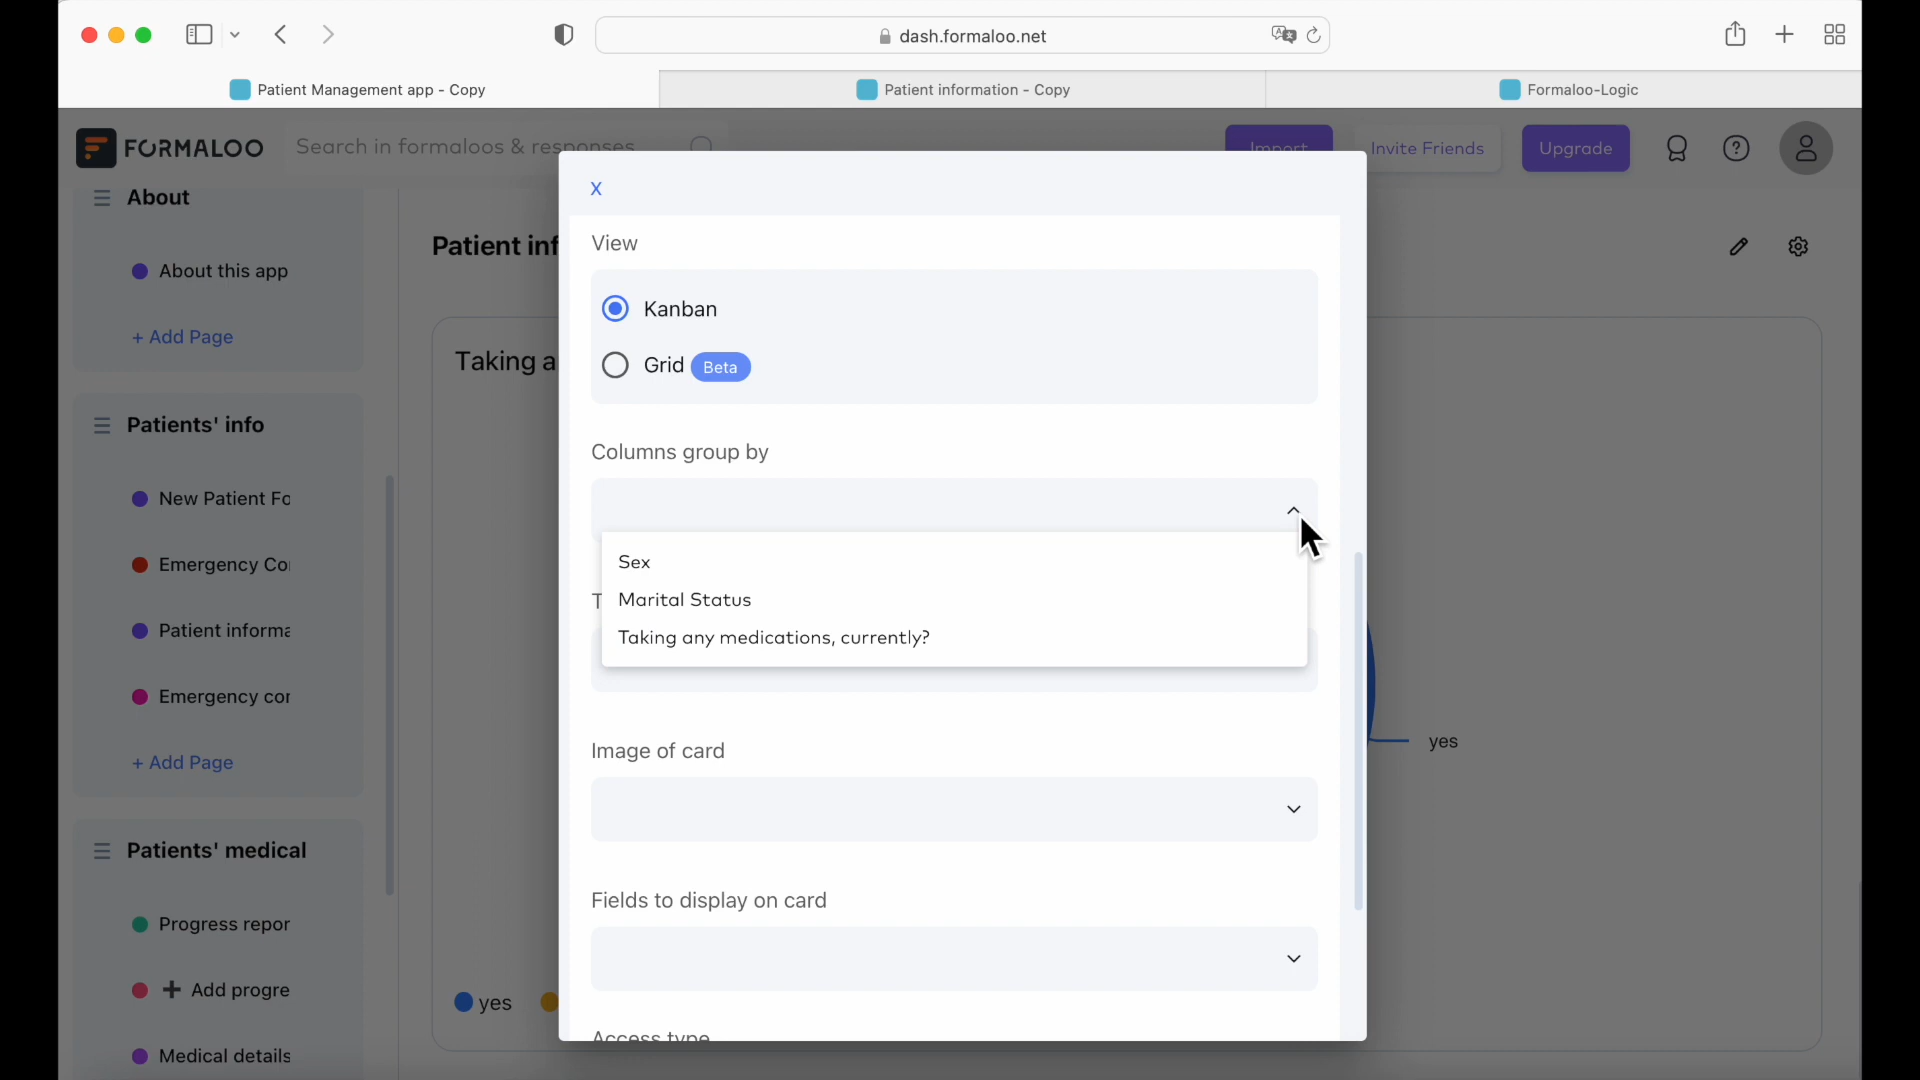 dash.formaloo.net
Patient Management app - Copy
Patient information - Copy
Formaloo-Logic
FORMALOO
Search in formaloos & responses
Import
Invite Friends
Upgrade
?
About
About this app
+ Add Page
Patients' info
New Patient Fo
Emergency Co
Patient informa
Emergency cor
+ Add Page
Patients' medical
Progress repor
+ Add progre
Medical details
Patient inf
Taking a
yes
yes
X
View
Kanban
Grid Beta
Columns group by
Sex
Marital Status
Taking any medications, currently?
T
Image of card
Fields to display on card
Access type